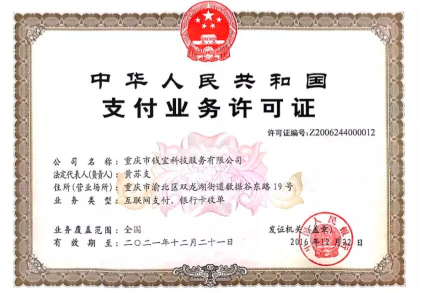 中华人民共和国
支付业务许可证
许可证编号:Z2006244000012
公司名称:重庆市钱宝科技服务有限公司
法定代表人(负责人):黄苏支
住所(营业场所):重庆市渝北区双龙湖街道数据谷东路19号
业务类型:互联网支付、银行卡收单
业务覆盖范围:全国
发证机关(盖章)
有效期至:二〇二一年十二月二十一日
2016年12月22日